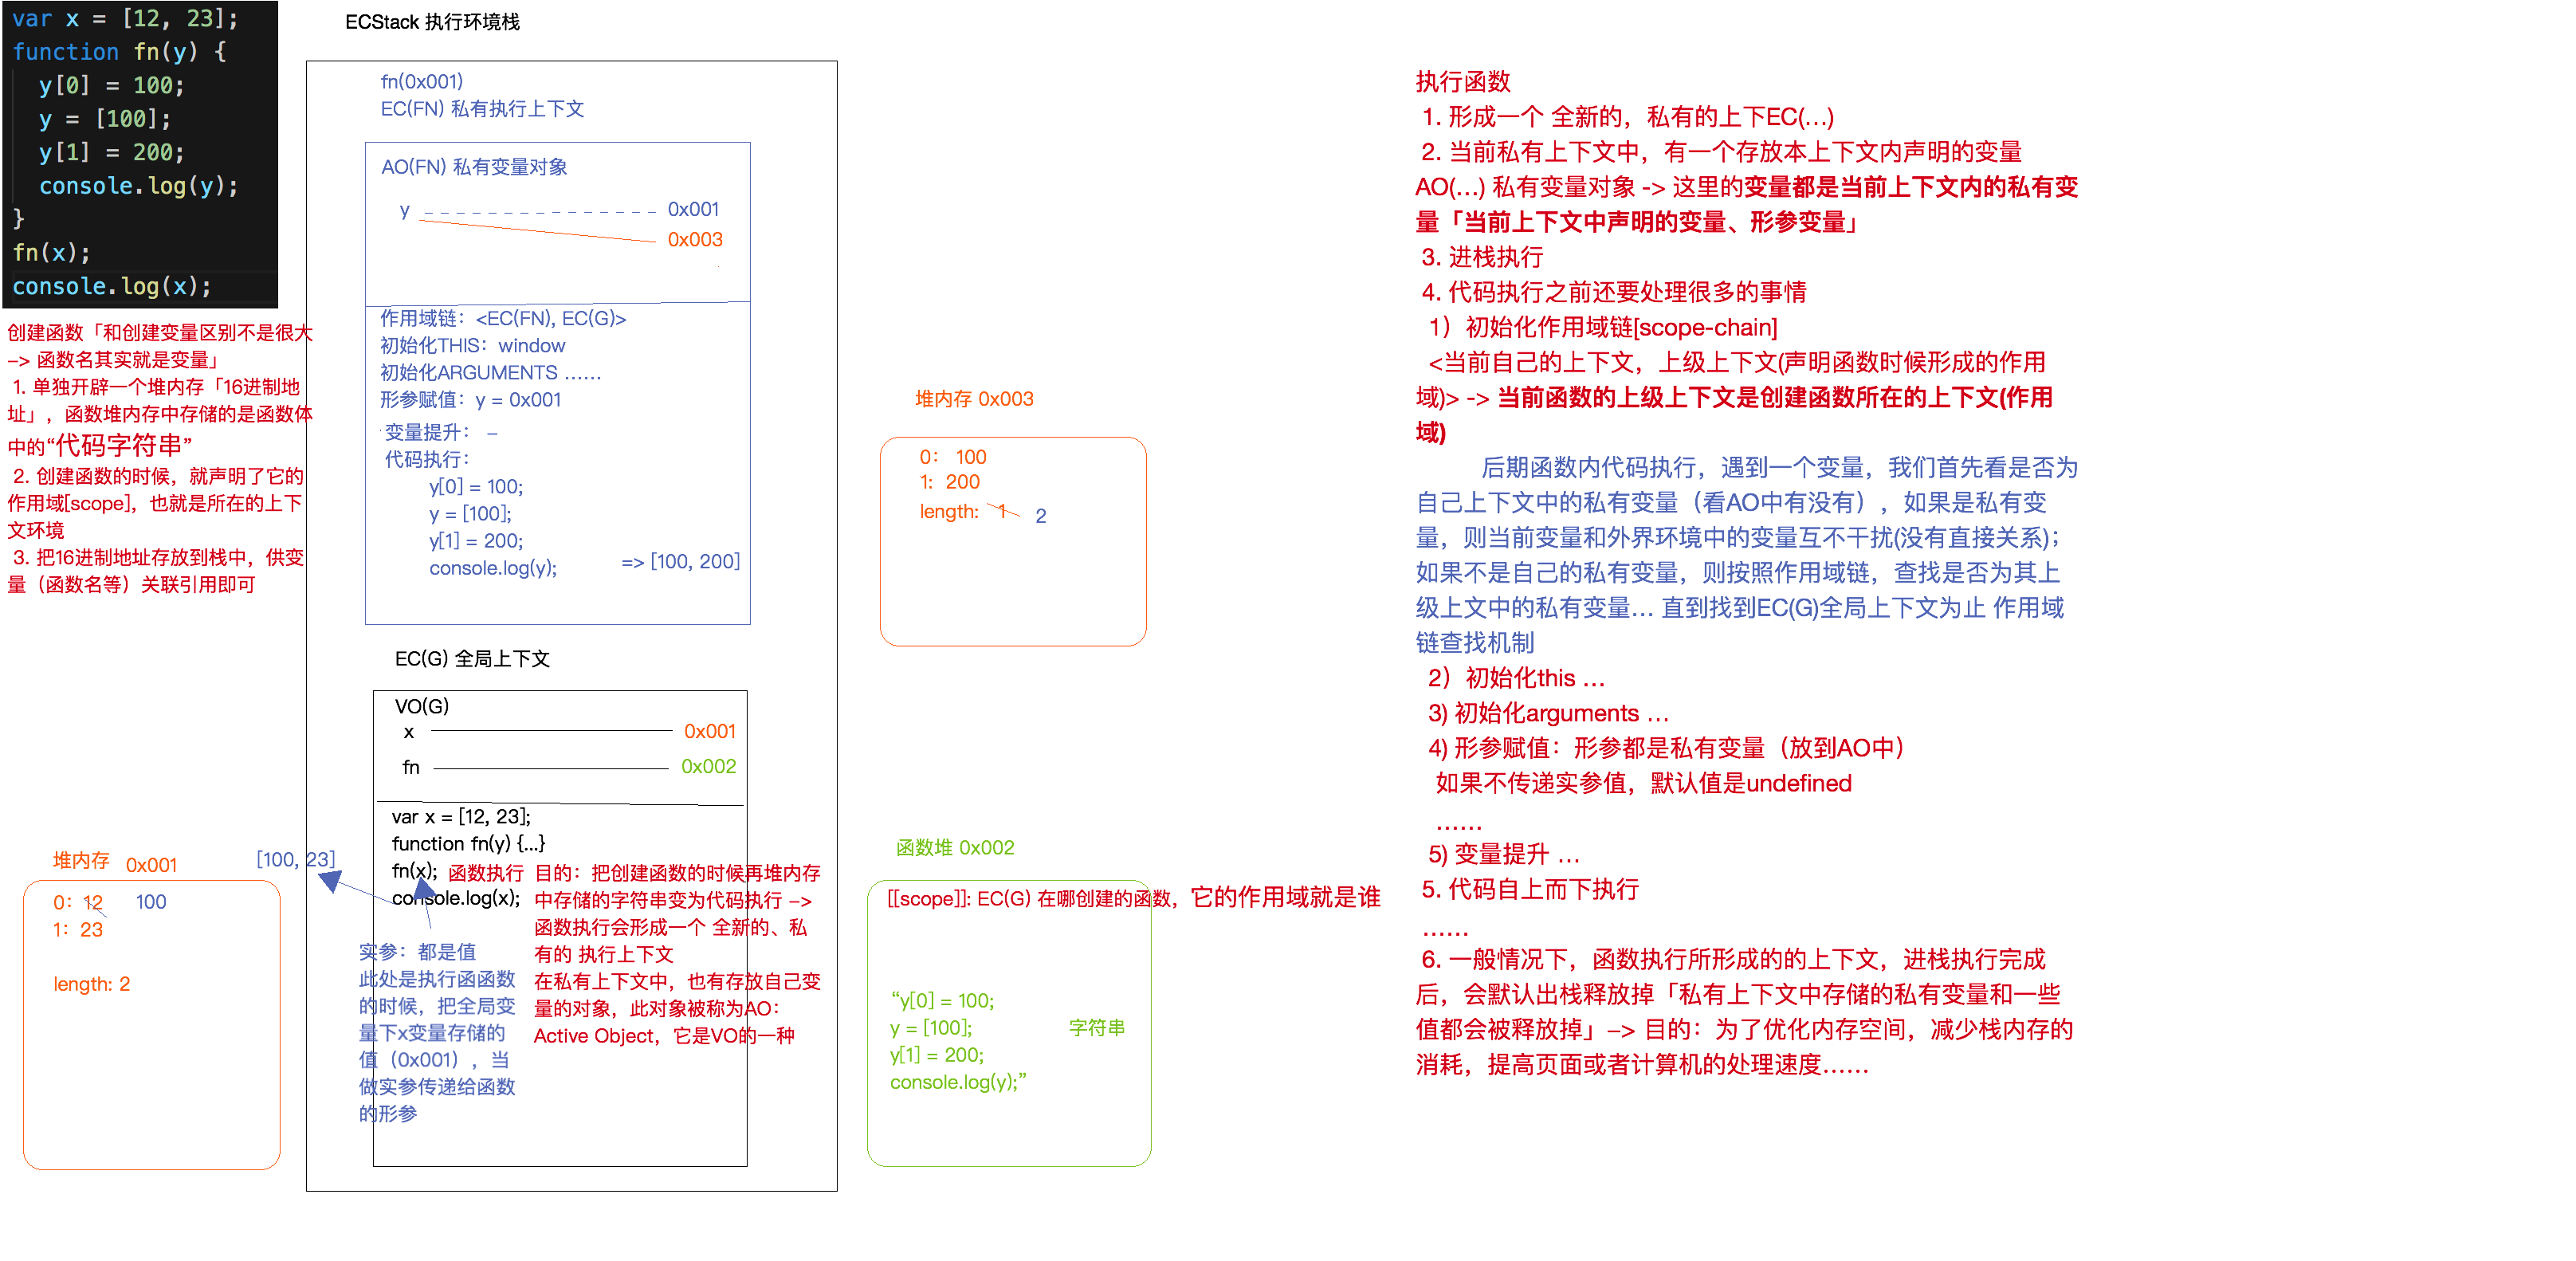 var x = [12, 23];
function fn(y) {
y[0] = 100;
y = [100];
y[1] = 200;
console.log(y);
}
fn(x);
console.log(x);
创建函数「和创建变量区别不是很大
–> 函数名其实就是变量」
1. 单独开辟一个堆内存「16进制地
址」，函数堆内存中存储的是函数体
中的“代码字符串”
2. 创建函数的时候，就声明了它的
作用域[scope]，也就是所在的上下
文环境
3. 把16进制地址存放到栈中，供变
量（函数名等）关联引用即可
堆内存 0x001
[100, 23]
0： 12 100
1： 23
length: 2
ECStack 执行环境栈
fn(0x001)
EC(FN) 私有执行上下文
AO(FN) 私有变量对象
y 0x001
0x003
作用域链：<EC(FN), EC(G)>
初始化THIS：window
初始化ARGUMENTS ……
形参赋值：y = 0x001
变量提升： –
代码执行：
y[0] = 100;
y = [100];
y[1] = 200;
console.log(y); => [100, 200]
EC(G) 全局上下文
VO(G)
x 0x001
fn 0x002
var x = [12, 23];
function fn(y) {...}
fn(x);
console.log(x);
函数执行 目的：把创建函数的时候再堆内存
中存储的字符串变为代码执行 –>
函数执行会形成一个 全新的、私
有的 执行上下文
在私有上下文中，也有存放自己变
量的对象，此对象被称为AO：
Active Object，它是VO的一种
实参：都是值
此处是执行函函数
的时候，把全局变
量下x变量存储的
值（0x001），当
做实参传递给函数
的形参
堆内存 0x003
0： 100
1: 200
length: 1 2
函数堆 0x002
[[scope]]: EC(G) 在哪创建的函数，它的作用域就是谁
“y[0] = 100;
y = [100];
y[1] = 200;
console.log(y);”
字符串
执行函数
1. 形成一个 全新的，私有的上下EC(...)
2. 当前私有上下文中，有一个存放本上下文内声明的变量
AO(...) 私有变量对象 -> 这里的变量都是当前上下文内的私有变
量「当前上下文中声明的变量、形参变量」
3. 进栈执行
4. 代码执行之前还要处理很多的事情
1）初始化作用域链[scope-chain]
<当前自己的上下文，上级上下文(声明函数时候形成的作用
域)> -> 当前函数的上级上下文是创建函数所在的上下文(作用
域)
后期函数内代码执行，遇到一个变量，我们首先看是否为
自己上下文中的私有变量（看AO中有没有），如果是私有变
量，则当前变量和外界环境中的变量互不干扰(没有直接关系)；
如果不是自己的私有变量，则按照作用域链，查找是否为其上
级上文中的私有变量… 直到找到EC(G)全局上下文为止 作用域
链查找机制
2）初始化this …
3) 初始化arguments …
4) 形参赋值：形参都是私有变量（放到AO中）
如果不传递实参值，默认值是undefined
……
5) 变量提升 …
5. 代码自上而下执行
……
6. 一般情况下，函数执行所形成的的上下文，进栈执行完成
后，会默认出栈释放掉「私有上下文中存储的私有变量和一些
值都会被释放掉」–> 目的：为了优化内存空间，减少栈内存的
消耗，提高页面或者计算机的处理速度……